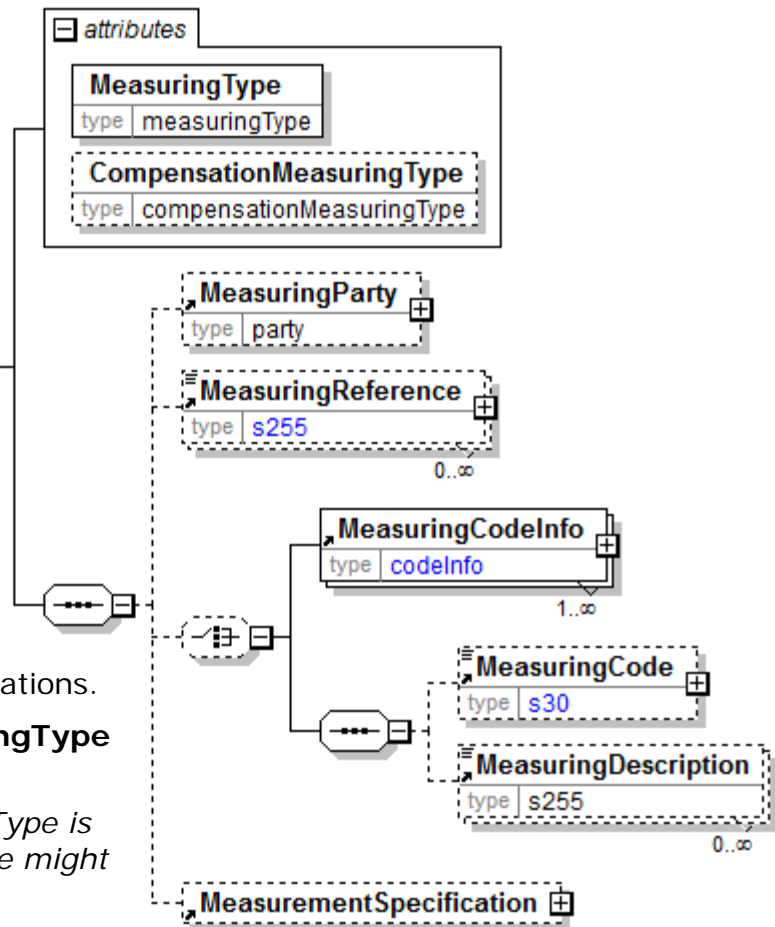 attributes
MeasuringType
type measuringType
CompensationMeasuringType
type compensationMeasuringType
MeasuringParty
type party
MeasuringReference
type s255
0..∞
MeasuringCodeInfo
type codeInfo
1..∞
MeasuringCode
type s30
MeasuringDescription
type s255
0..∞
MeasurementSpecification
ations.
ngType
Type is
e might